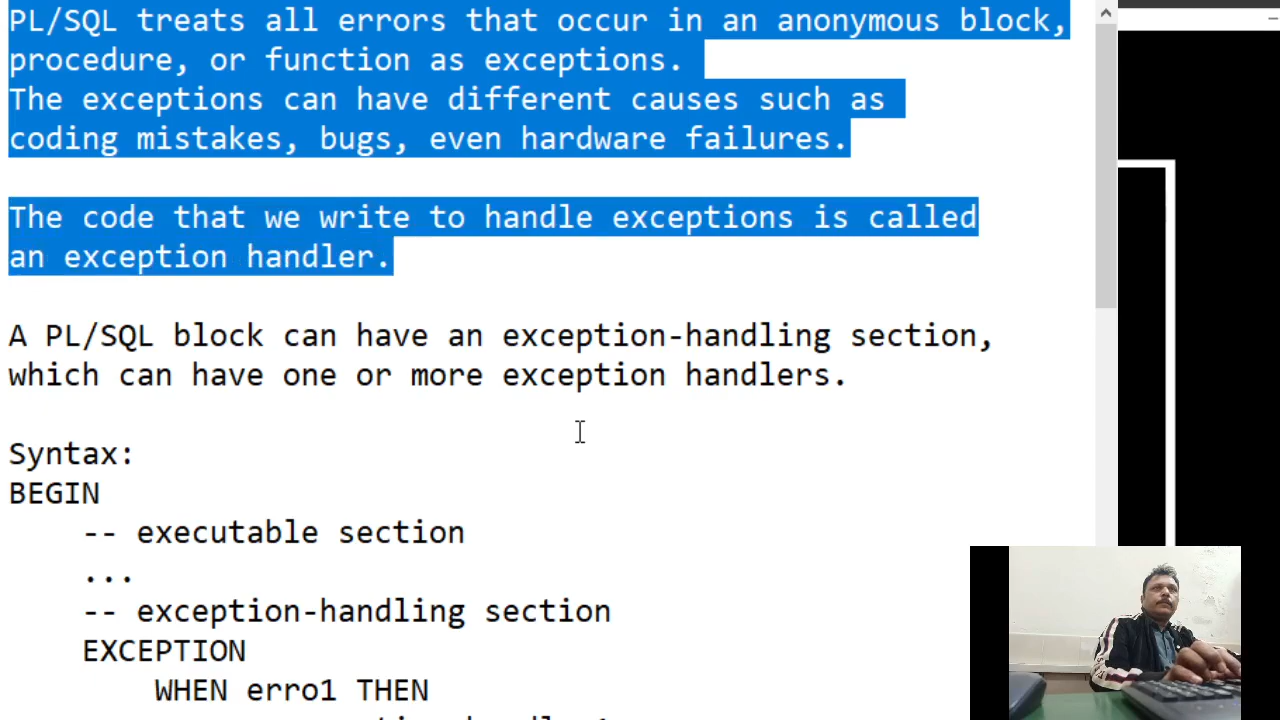 PL/SQL treats all errors that occur in an anonymous block,
procedure, or function as exceptions.
The exceptions can have different causes such as
coding mistakes, bugs, even hardware failures.
The code that we write to handle exceptions is called
an exception handler.
A PL/SQL block can have an exception-handling section,
which can have one or more exception handlers.
Syntax:
BEGIN
-- executable section
...
-- exception-handling section
EXCEPTION
WHEN erro1 THEN